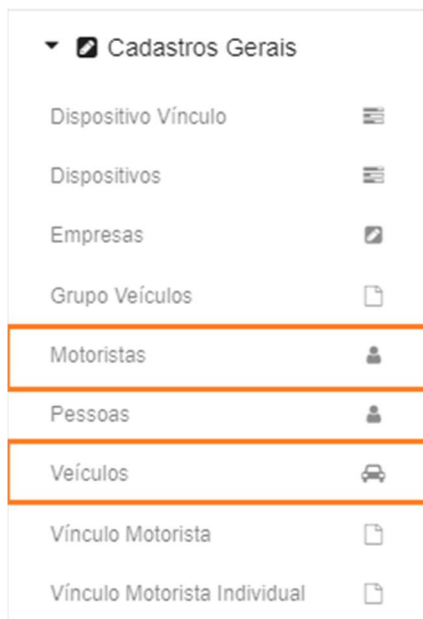 Cadastros Gerais
Dispositivo Vínculo
Dispositivos
Empresas
Grupo Veículos
Motoristas
Pessoas
Veículos
Vínculo Motorista
Vínculo Motorista Individual